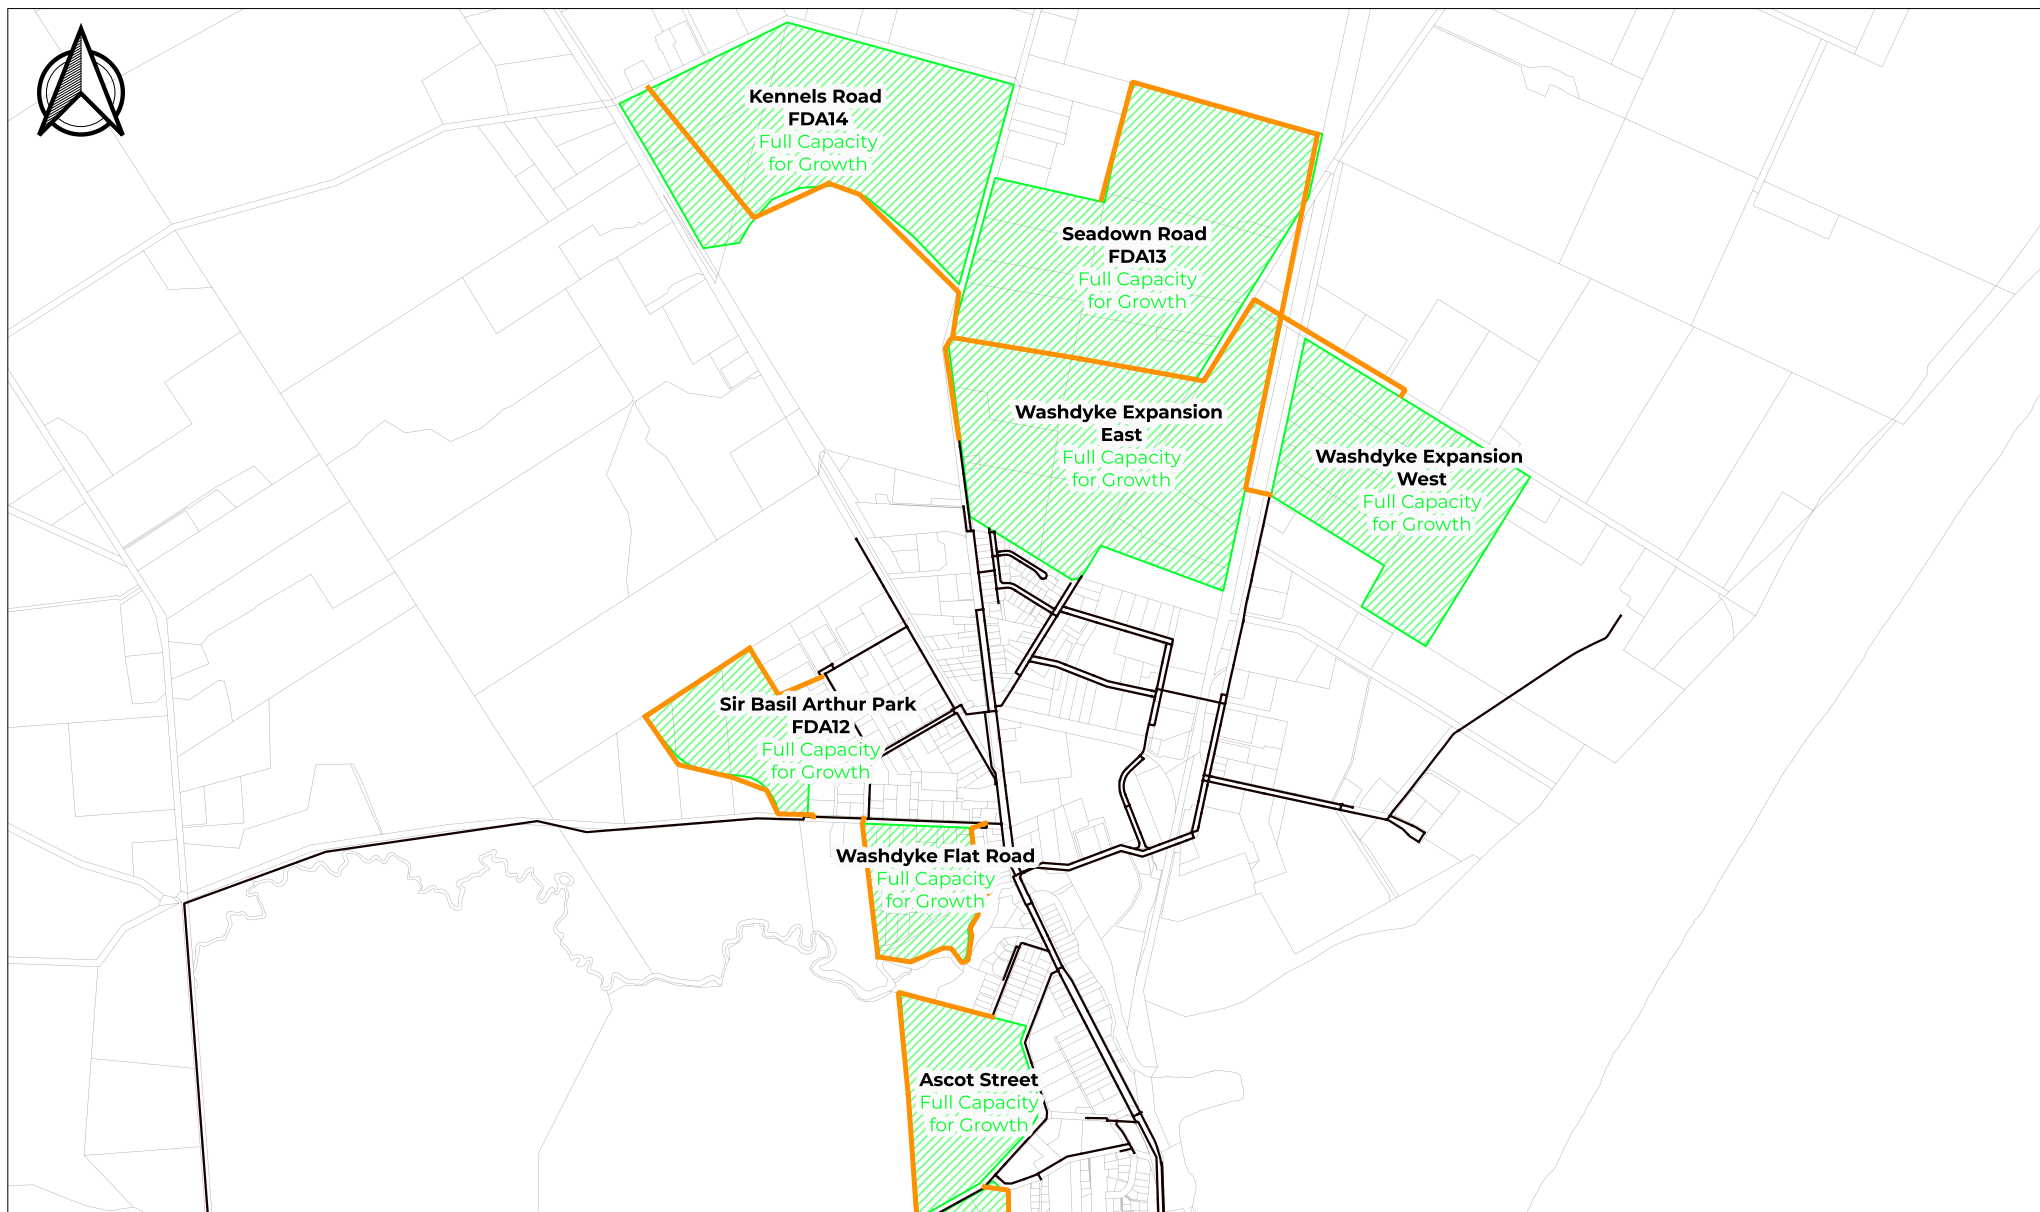 Kennels Road
FDA14
Full Capacity
for Growth
Seadown Road
FDA13
Full Capacity
for Growth
Washdyke Expansion
East
Full Capacity
for Growth
Washdyke Expansion
West
Full Capacity
for Growth
Sir Basil Arthur Park
FDA12
Full Capacity
for Growth
Washdyke Flat Road
Full Capacity
for Growth
Ascot Street
Full Capacity
for Growth